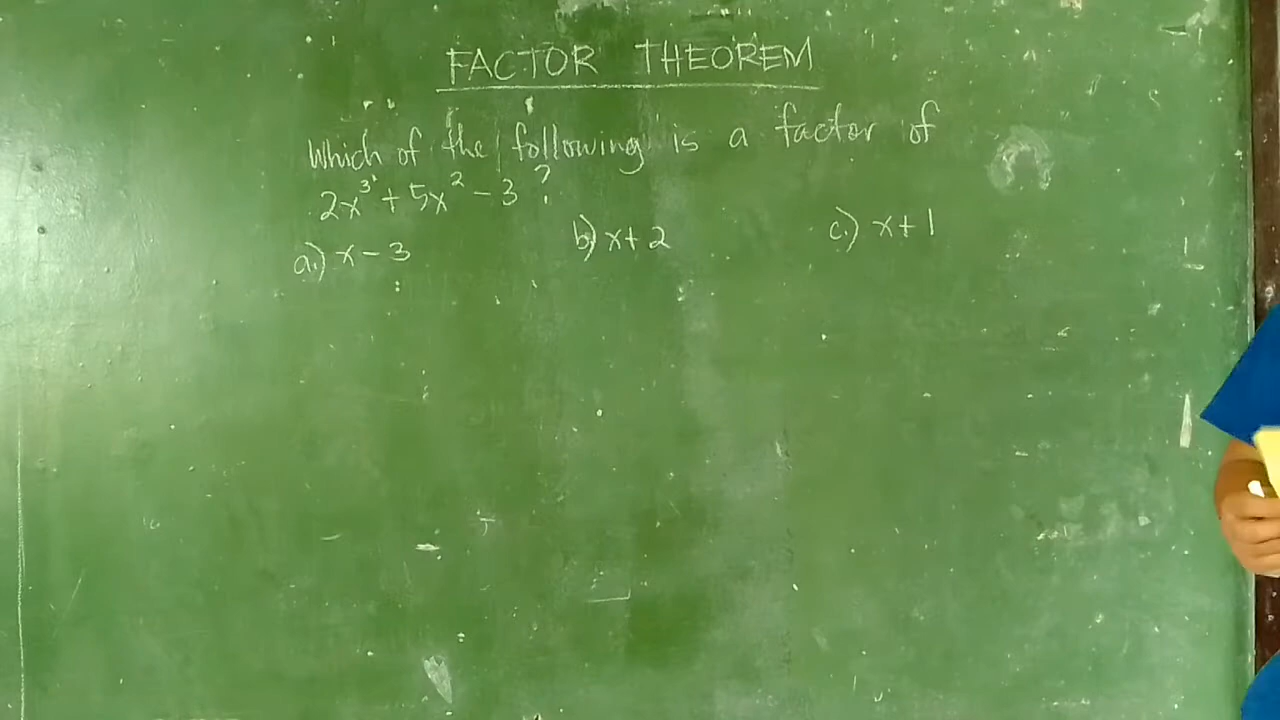 FACTOR THEOREM
Which of the following is a factor of
2x³ + 5x² - 3 ?
a.) x - 3 b.) x + 2 c.) x + 1